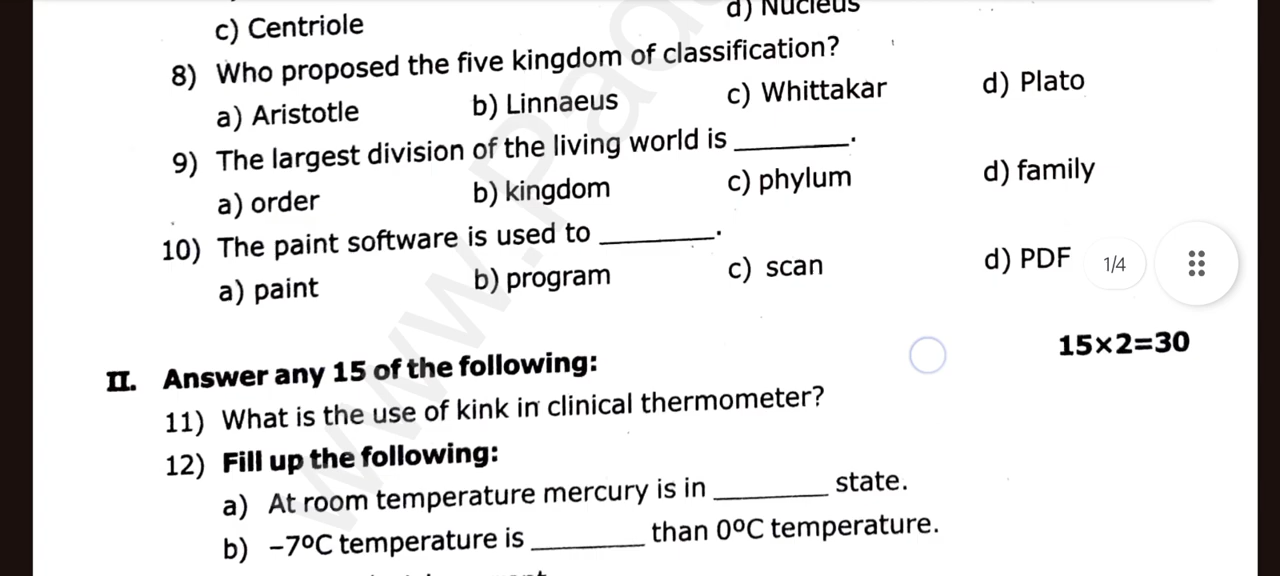 c) Centriole
d) Nucleus
8) Who proposed the five kingdom of classification?
a) Aristotle b) Linnaeus c) Whittakar d) Plato
9) The largest division of the living world is ________.
a) order b) kingdom c) phylum d) family
10) The paint software is used to ________.
a) paint b) program c) scan d) PDF
1/4
15×2=30
II. Answer any 15 of the following:
11) What is the use of kink in clinical thermometer?
12) Fill up the following:
a) At room temperature mercury is in ________ state.
b) –7ºC temperature is ________ than 0ºC temperature.